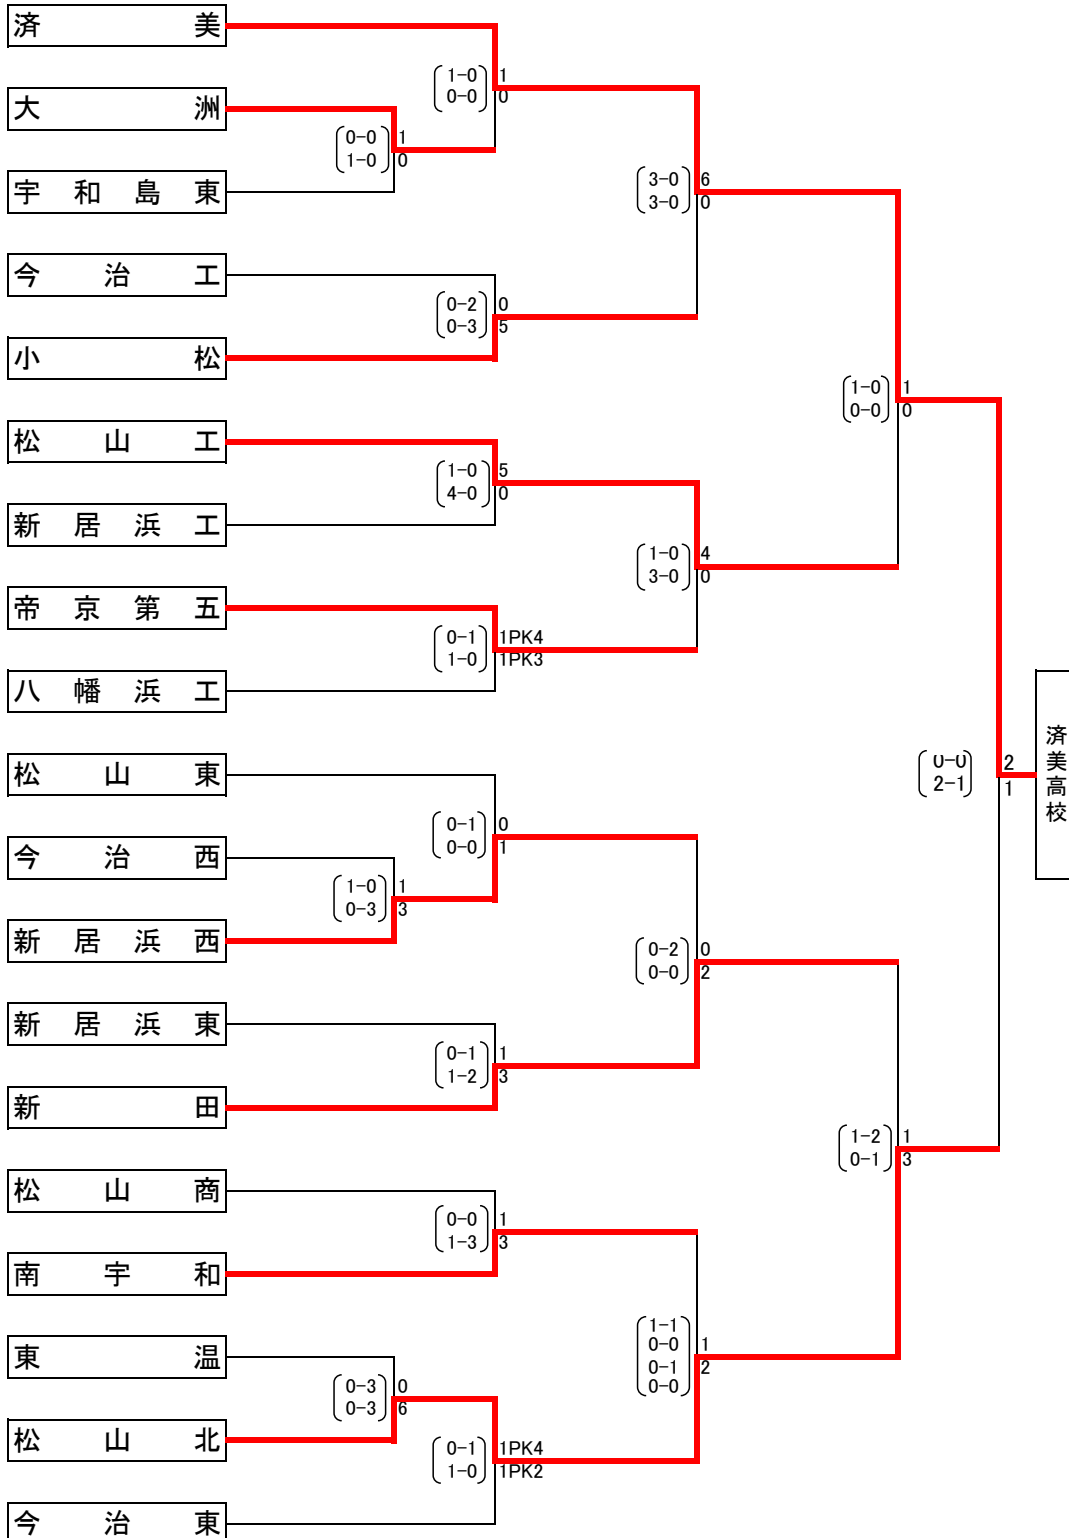 済美
1-0 1
0-0 0
大洲
0-0 1
1-0 0
宇和島東
3-0 6
3-0 0
今治工
0-2 0
0-3 5
小松
1-0 1
0-0 0
松山工
1-0 5
4-0 0
新居浜工
1-0 4
3-0 0
帝京第五
0-1 1PK4
1-0 1PK3
八幡浜工
済美高校
0-0 2
2-1 1
松山東
0-1 0
0-0 1
今治西
1-0 1
0-3 3
新居浜西
0-2 0
0-0 2
新居浜東
0-1 1
1-2 3
新田
1-2 1
0-1 3
松山商
0-0 1
1-3 3
南宇和
1-1
0-0 1
0-1 2
0-0
東温
0-3 0
0-3 6
松山北
0-1 1PK4
1-0 1PK2
今治東